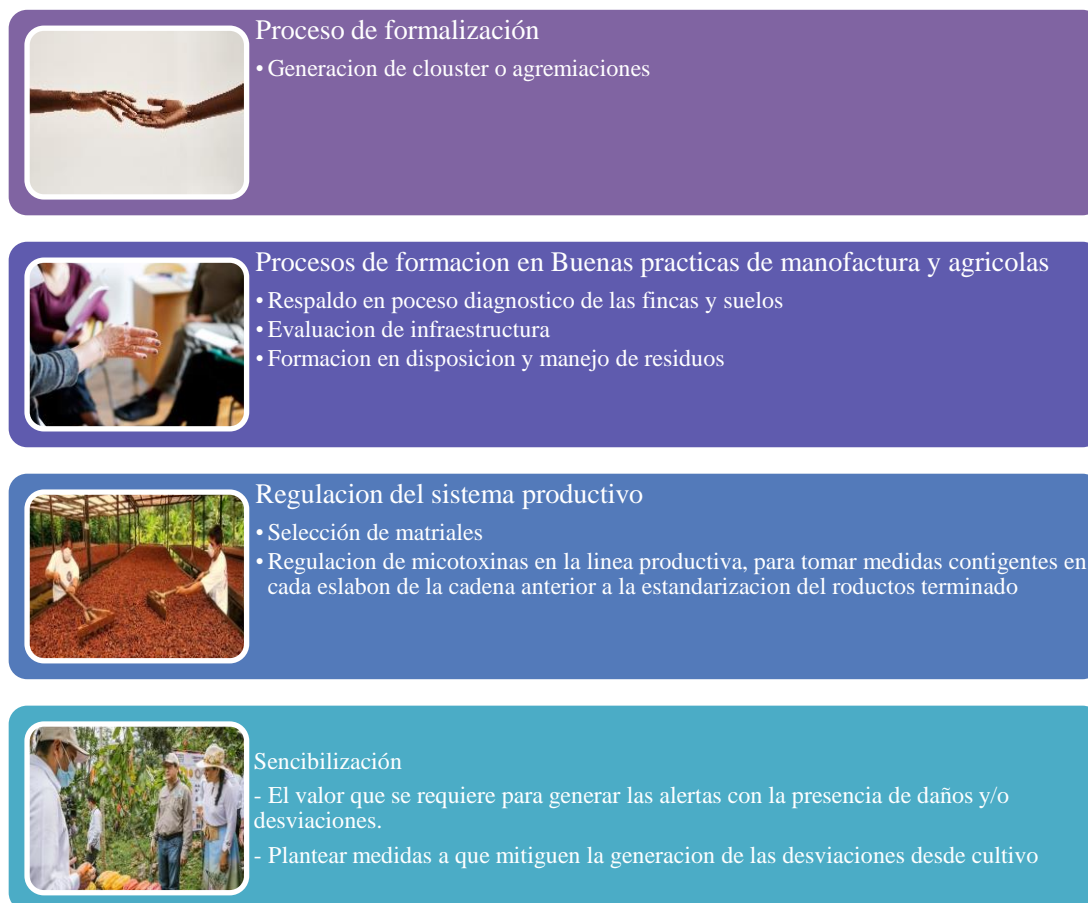 Proceso de formalización
• Generacion de clouster o agremiaciones
Procesos de formacion en Buenas practicas de manofactura y agricolas
• Respaldo en poceso diagnostico de las fincas y suelos
• Evaluacion de infraestructura
• Formacion en disposicion y manejo de residuos
Regulacion del sistema productivo
• Selección de matriales
• Regulacion de micotoxinas en la linea productiva, para tomar medidas contigentes en
cada eslabon de la cadena anterior a la estandarizacion del roductos terminado
Sencibilización
- El valor que se requiere para generar las alertas con la presencia de daños y/o
desviaciones.
- Plantear medidas a que mitiguen la generacion de las desviaciones desde cultivo